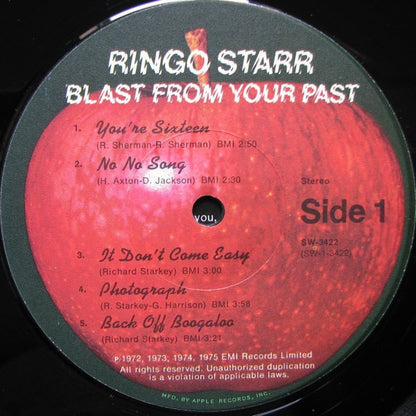 RINGO STARR
BLAST FROM YOUR PAST
1. You're Sixteen
(R. Sherman-R. Sherman) BMI 2:50
2. No No Song
(H. Axton-D. Jackson) BMI 2:30
Stereo
you,
Side 1
SW-3422
(SW-1-3422)
3. It Don't Come Easy
(Richard Starkey) BMI 3:00
4. Photograph
(R. Starkey-G. Harrison) BMI 3:58
5. Back Off Boogaloo
(Richard Starkey) BMI 3:21
℗ 1972, 1973, 1974, 1975 EMI Records Limited
All rights reserved. Unauthorized duplication
is a violation of applicable laws.
MFD. BY APPLE RECORDS, INC.